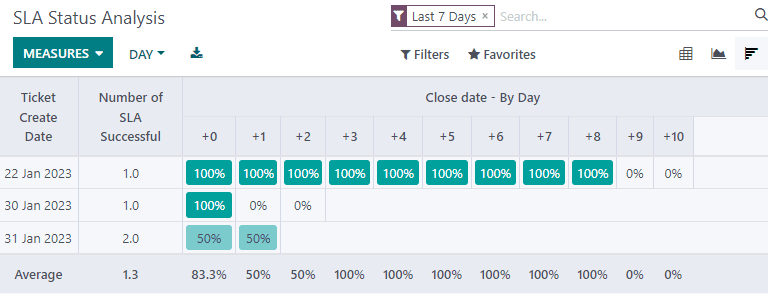 SLA Status Analysis
Last 7 Days ×
Search...
MEASURES
DAY
Filters
Favorites
Ticket Create Date
Number of SLA Successful
Close date - By Day
+0 +1 +2 +3 +4 +5 +6 +7 +8 +9 +10
22 Jan 2023 1.0 100% 100% 100% 100% 100% 100% 100% 100% 100% 0% 0%
30 Jan 2023 1.0 100% 0% 0%
31 Jan 2023 2.0 50% 50%
Average 1.3 83.3% 50% 50% 100% 100% 100% 100% 100% 100% 0% 0%